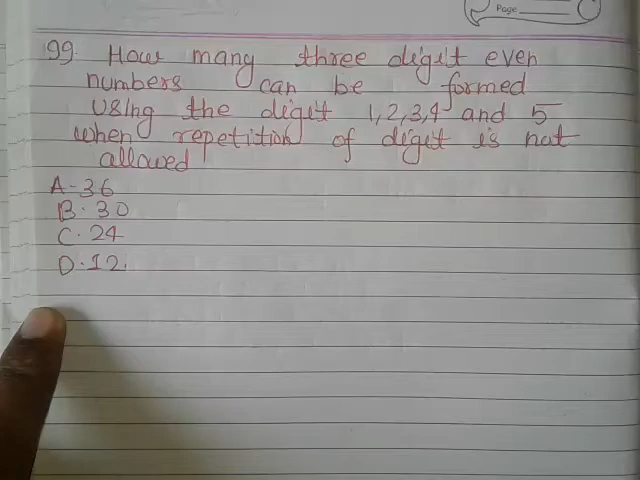 Page
99. How many three digit even
numbers can be formed
using the digit 1,2,3,4 and 5
when repetition of digit is not
allowed
A-36
B. 30
C. 24
D. 12.